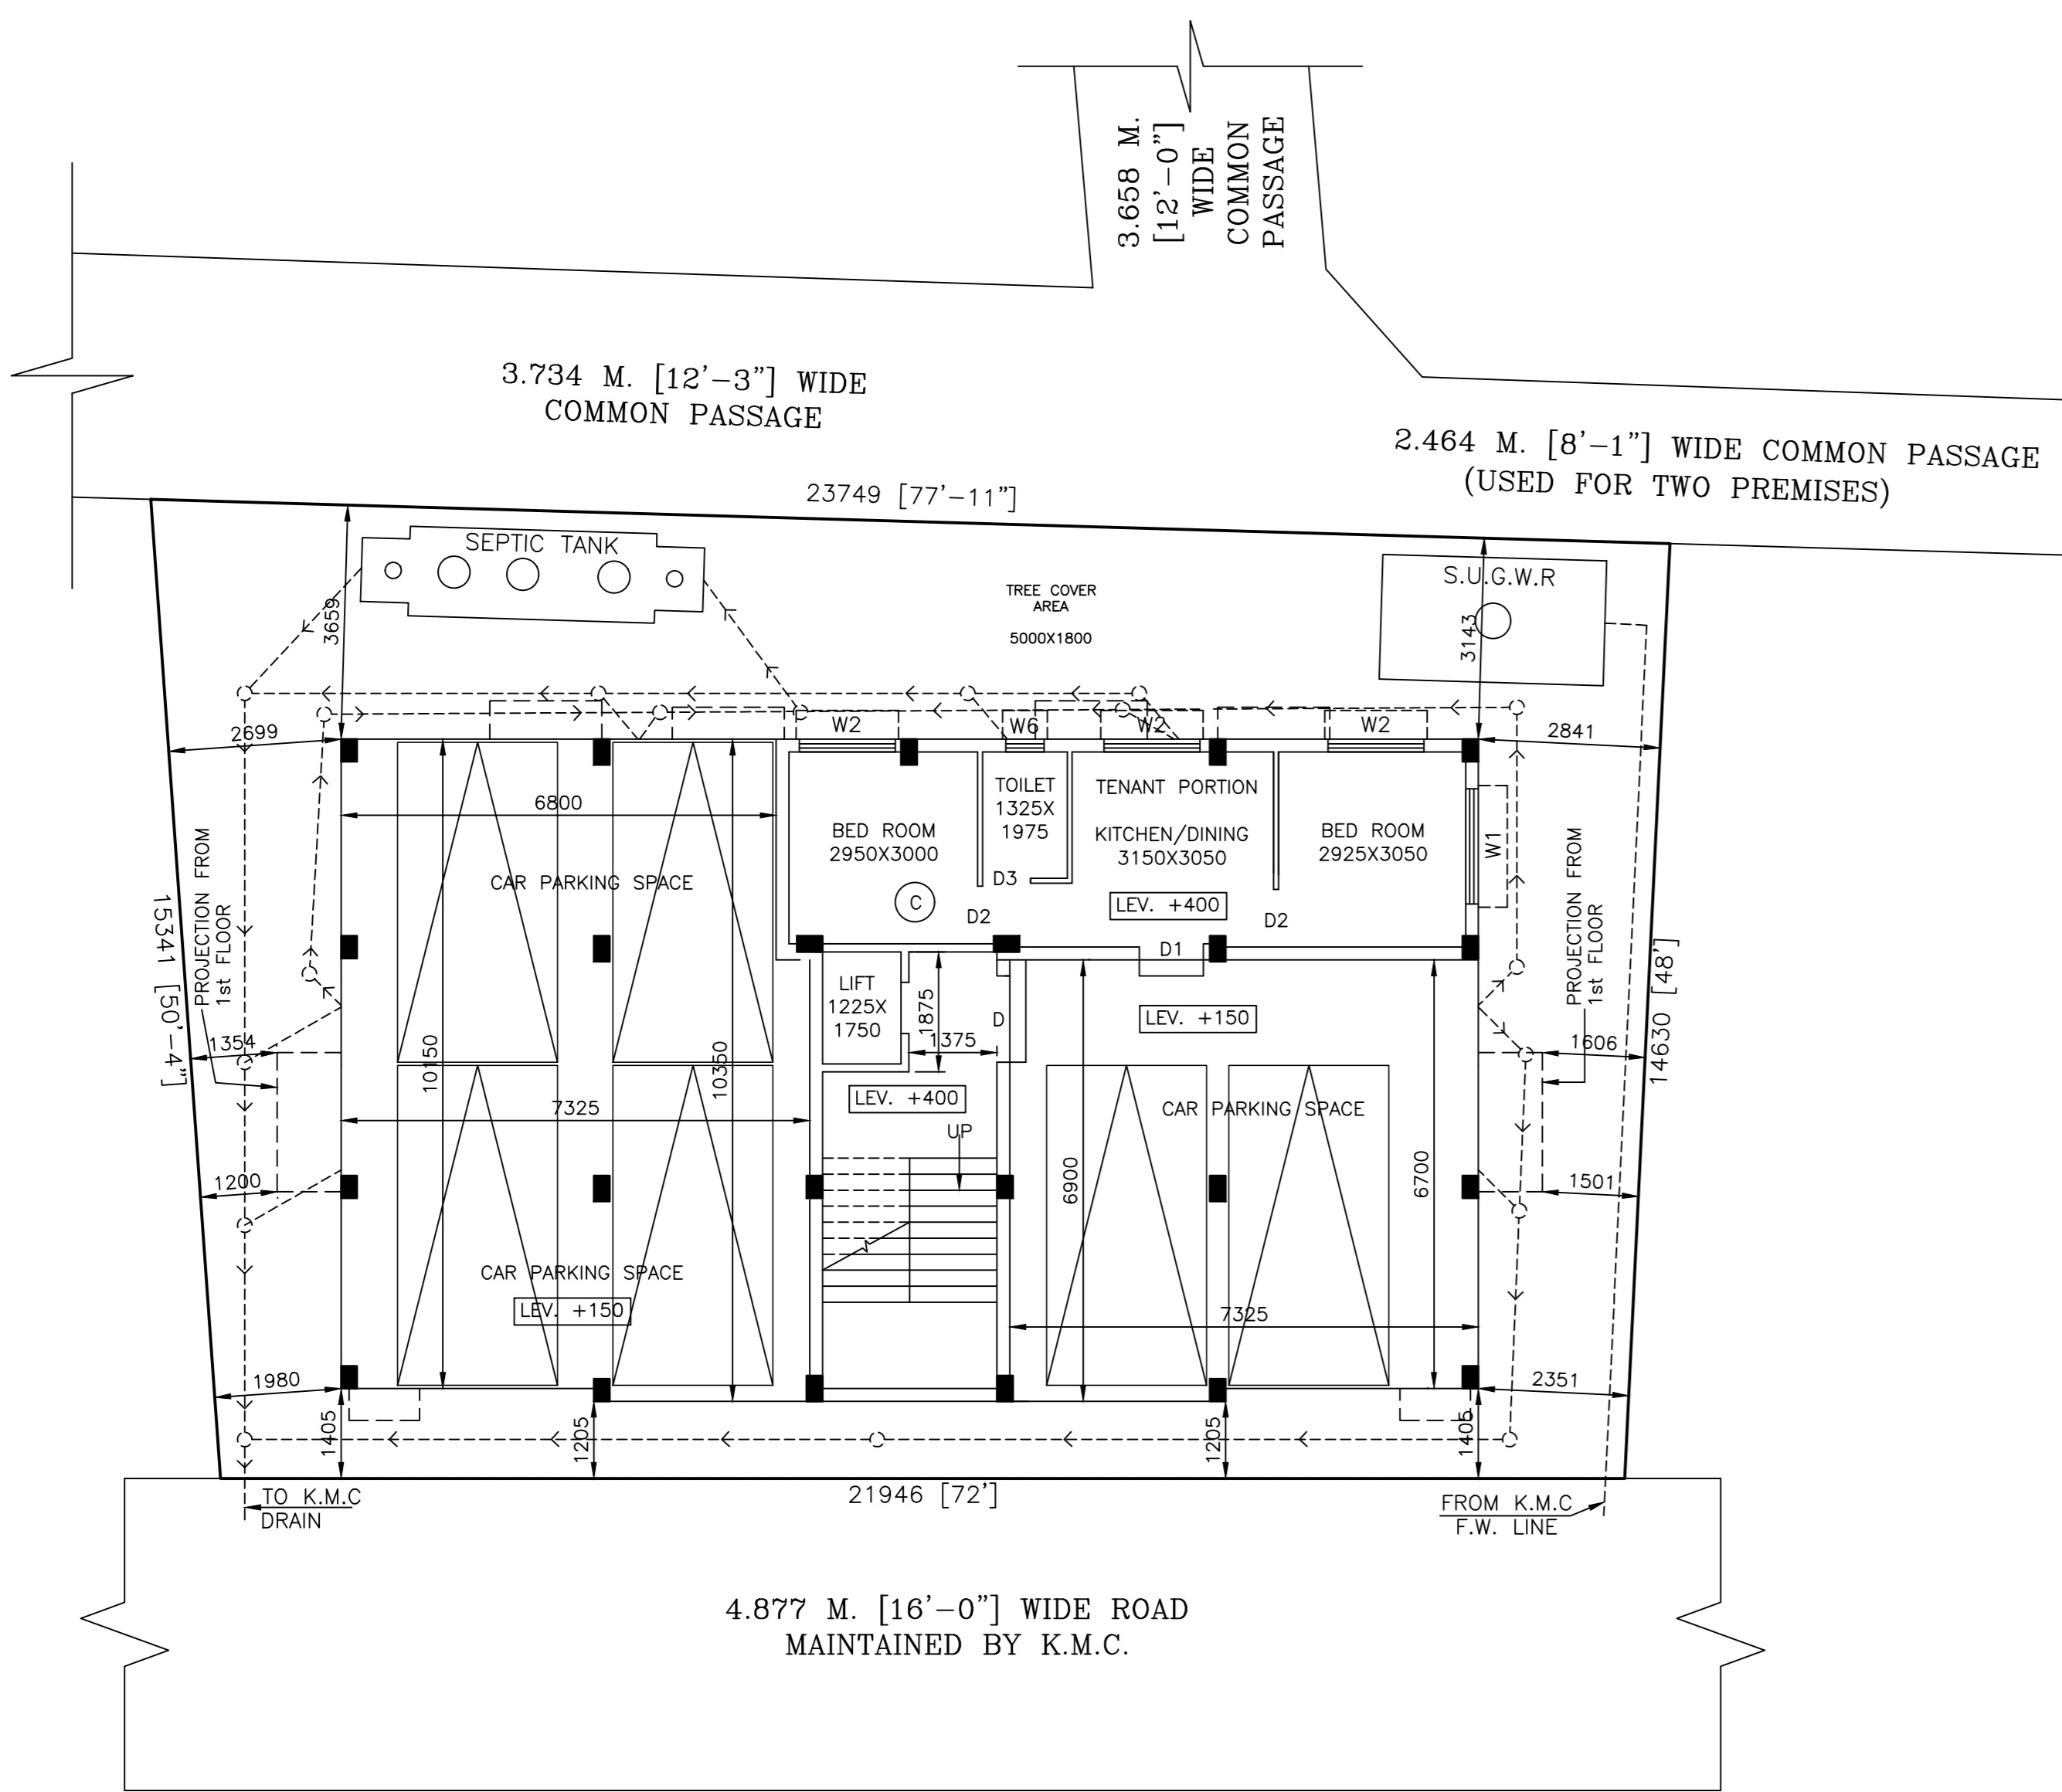 3.658 M.
[12'-0"]
WIDE
COMMON
PASSAGE
3.734 M. [12'-3"] WIDE
COMMON PASSAGE
2.464 M. [8'-1"] WIDE COMMON PASSAGE
(USED FOR TWO PREMISES)
23749 [77'-11"]
SEPTIC TANK
TREE COVER
AREA
5000X1800
S.U.G.W.R
3659
3143
2699
2841
W2
W6
W2
W2
6800
BED ROOM
2950X3000
TOILET
1325X
1975
TENANT PORTION
KITCHEN/DINING
3150X3050
BED ROOM
2925X3050
W1
CAR PARKING SPACE
D3
C
D2
LEV. +400
D2
D1
PROJECTION FROM
1st FLOOR
PROJECTION FROM
1st FLOOR
15341 [50'-4"]
14630 [48']
LIFT
1225X
1750
1875
D
LEV. +150
1354
1375
1606
10150
10350
LEV. +400
7325
CAR PARKING SPACE
UP
1200
6900
6700
1501
CAR PARKING SPACE
LEV. +150
7325
1980
2351
1405
1205
1205
1405
21946 [72']
TO K.M.C
DRAIN
FROM K.M.C
F.W. LINE
4.877 M. [16'-0"] WIDE ROAD
MAINTAINED BY K.M.C.